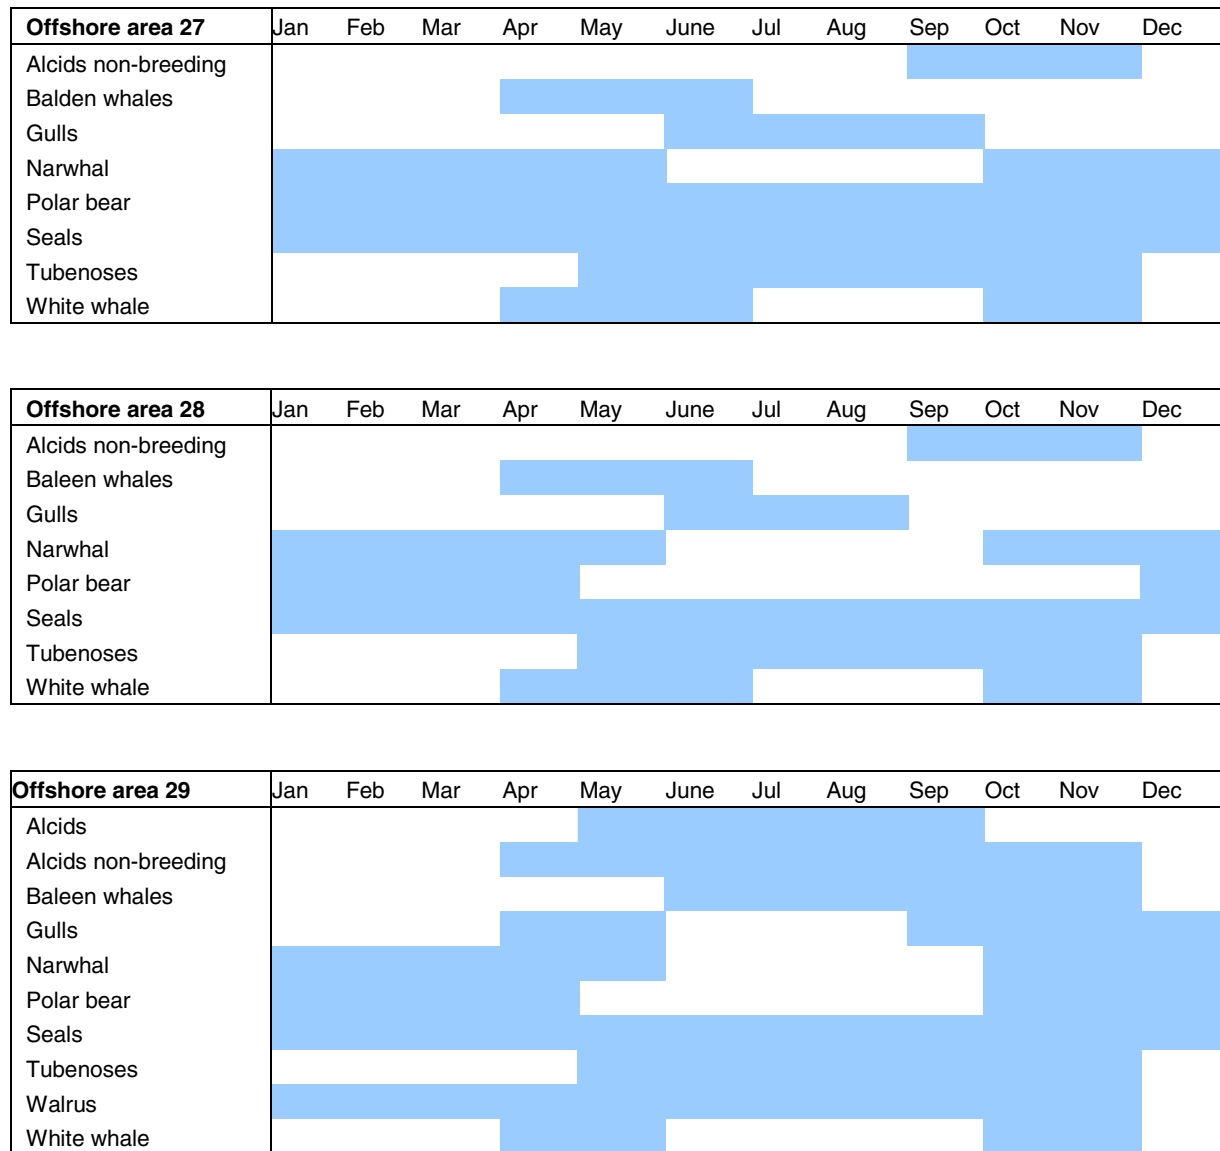 Offshore area 27 Jan Feb Mar Apr May June Jul Aug Sep Oct Nov Dec
Alcids non-breeding
Balden whales
Gulls
Narwhal
Polar bear
Seals
Tubenoses
White whale
Offshore area 28 Jan Feb Mar Apr May June Jul Aug Sep Oct Nov Dec
Alcids non-breeding
Baleen whales
Gulls
Narwhal
Polar bear
Seals
Tubenoses
White whale
Offshore area 29 Jan Feb Mar Apr May June Jul Aug Sep Oct Nov Dec
Alcids
Alcids non-breeding
Baleen whales
Gulls
Narwhal
Polar bear
Seals
Tubenoses
Walrus
White whale